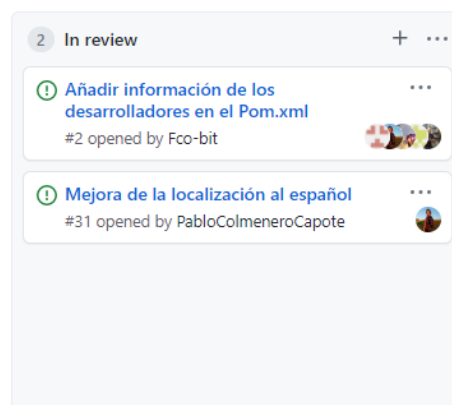 2 In review
Añadir información de los
desarrolladores en el Pom.xml
#2 opened by Fco-bit
Mejora de la localización al español
#31 opened by PabloColmeneroCapote